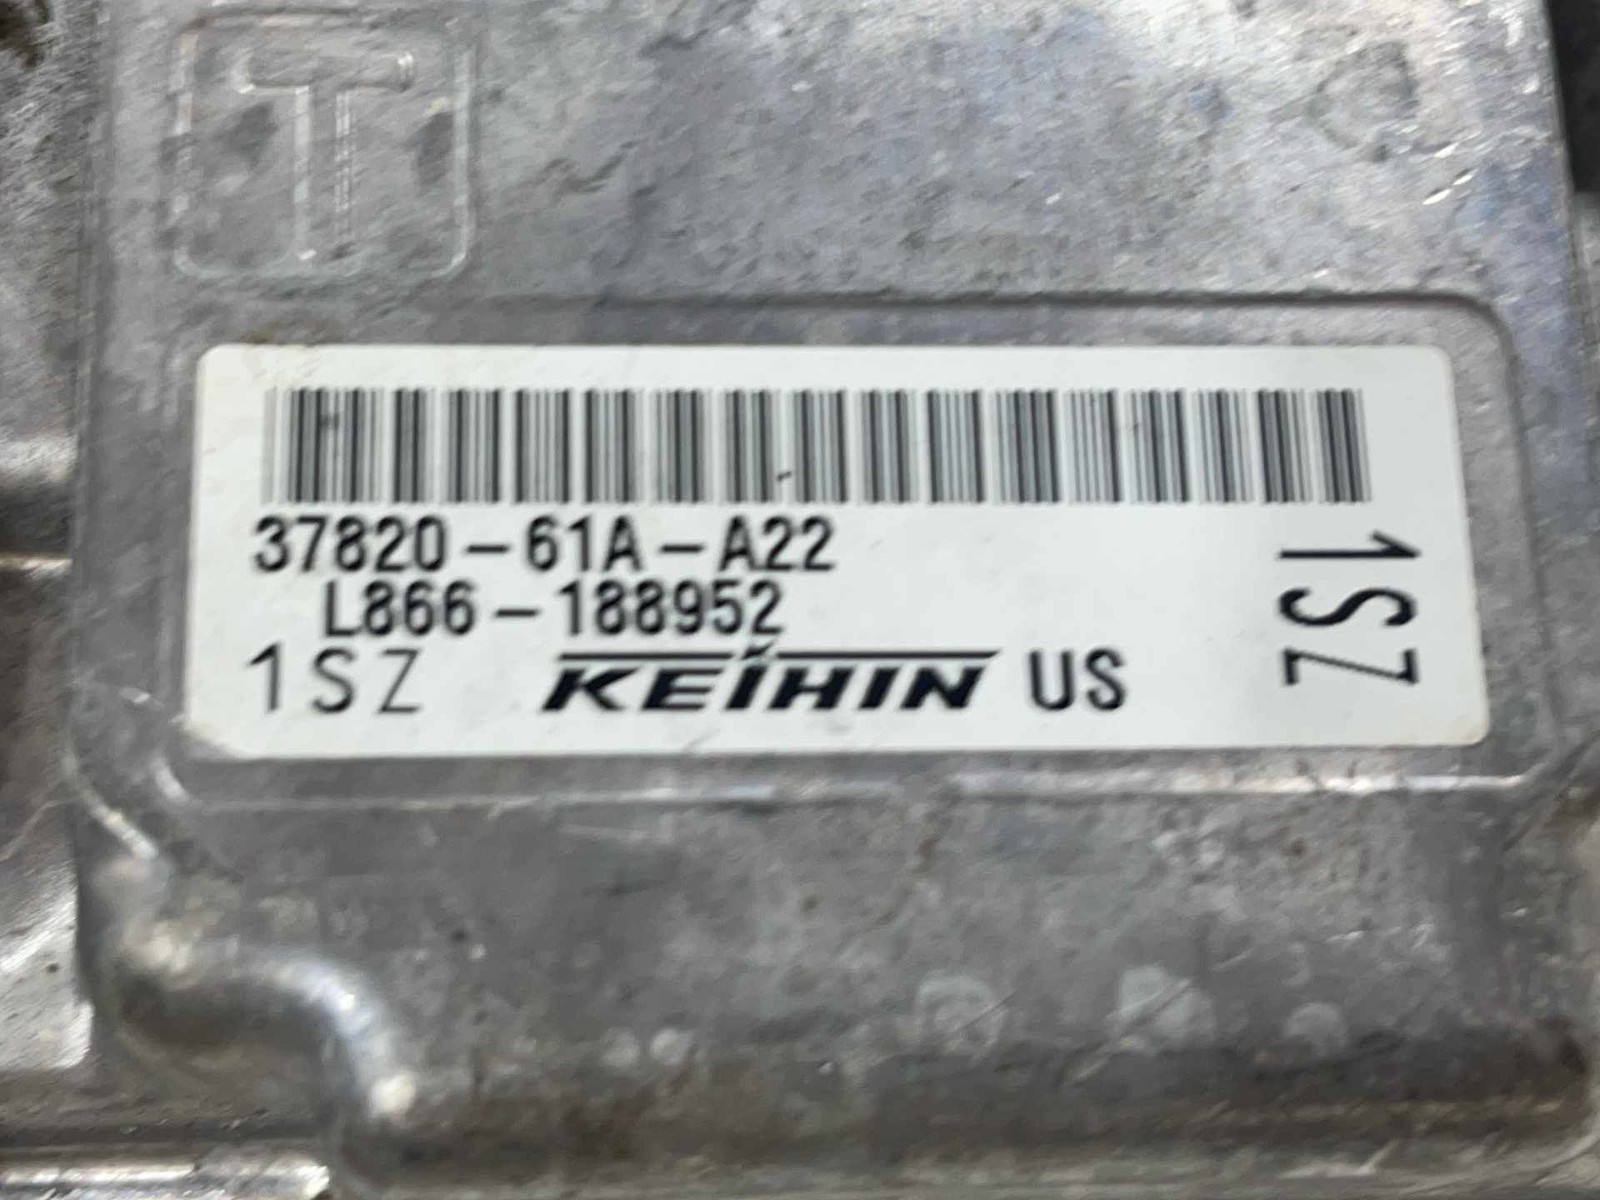 T
37820-61A-A22
L866-188952
1SZ KEIHIN US
1SZ